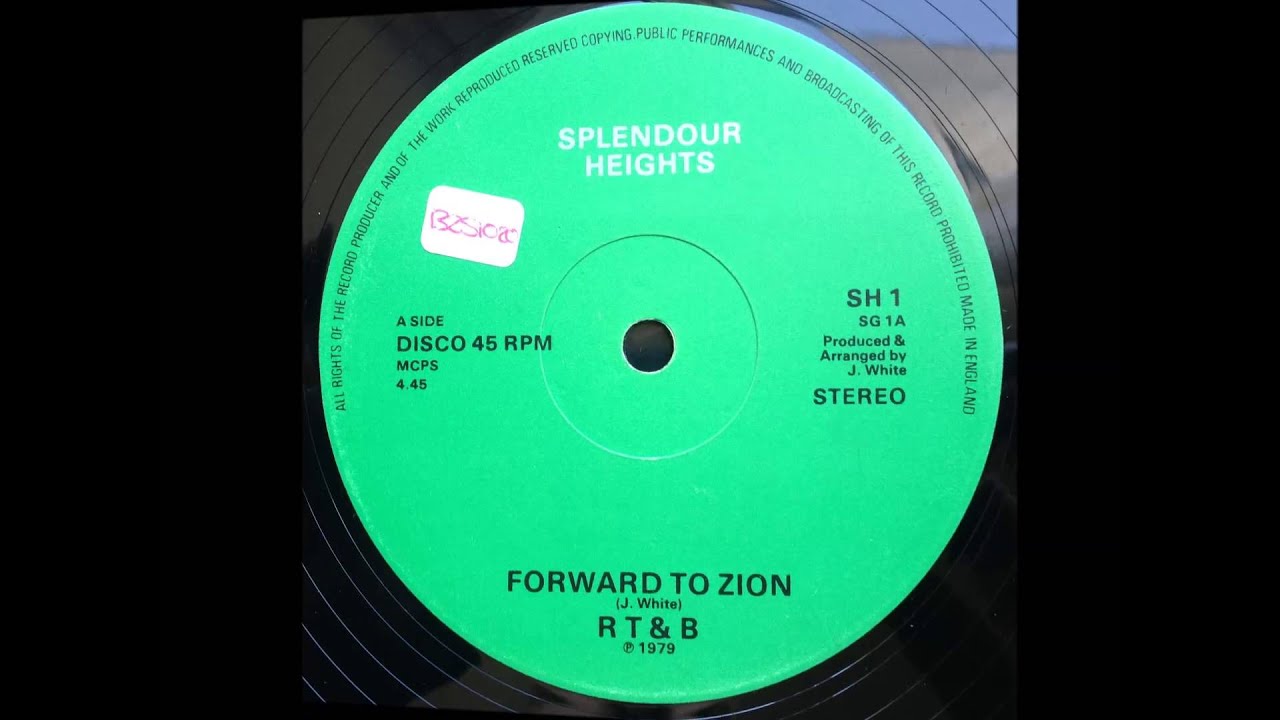 ALL RIGHTS OF THE RECORD PRODUCER AND OF THE WORK REPRODUCED RESERVED COPYING.PUBLIC PERFORMANCES AND BROADCASTING OF THIS RECORD PROHIBITED MADE IN ENGLAND
SPLENDOUR
HEIGHTS
A SIDE
DISCO 45 RPM
MCPS
4.45
SH 1
SG 1A
Produced &
Arranged by
J. White
STEREO
FORWARD TO ZION
(J. White)
R T & B
℗ 1979